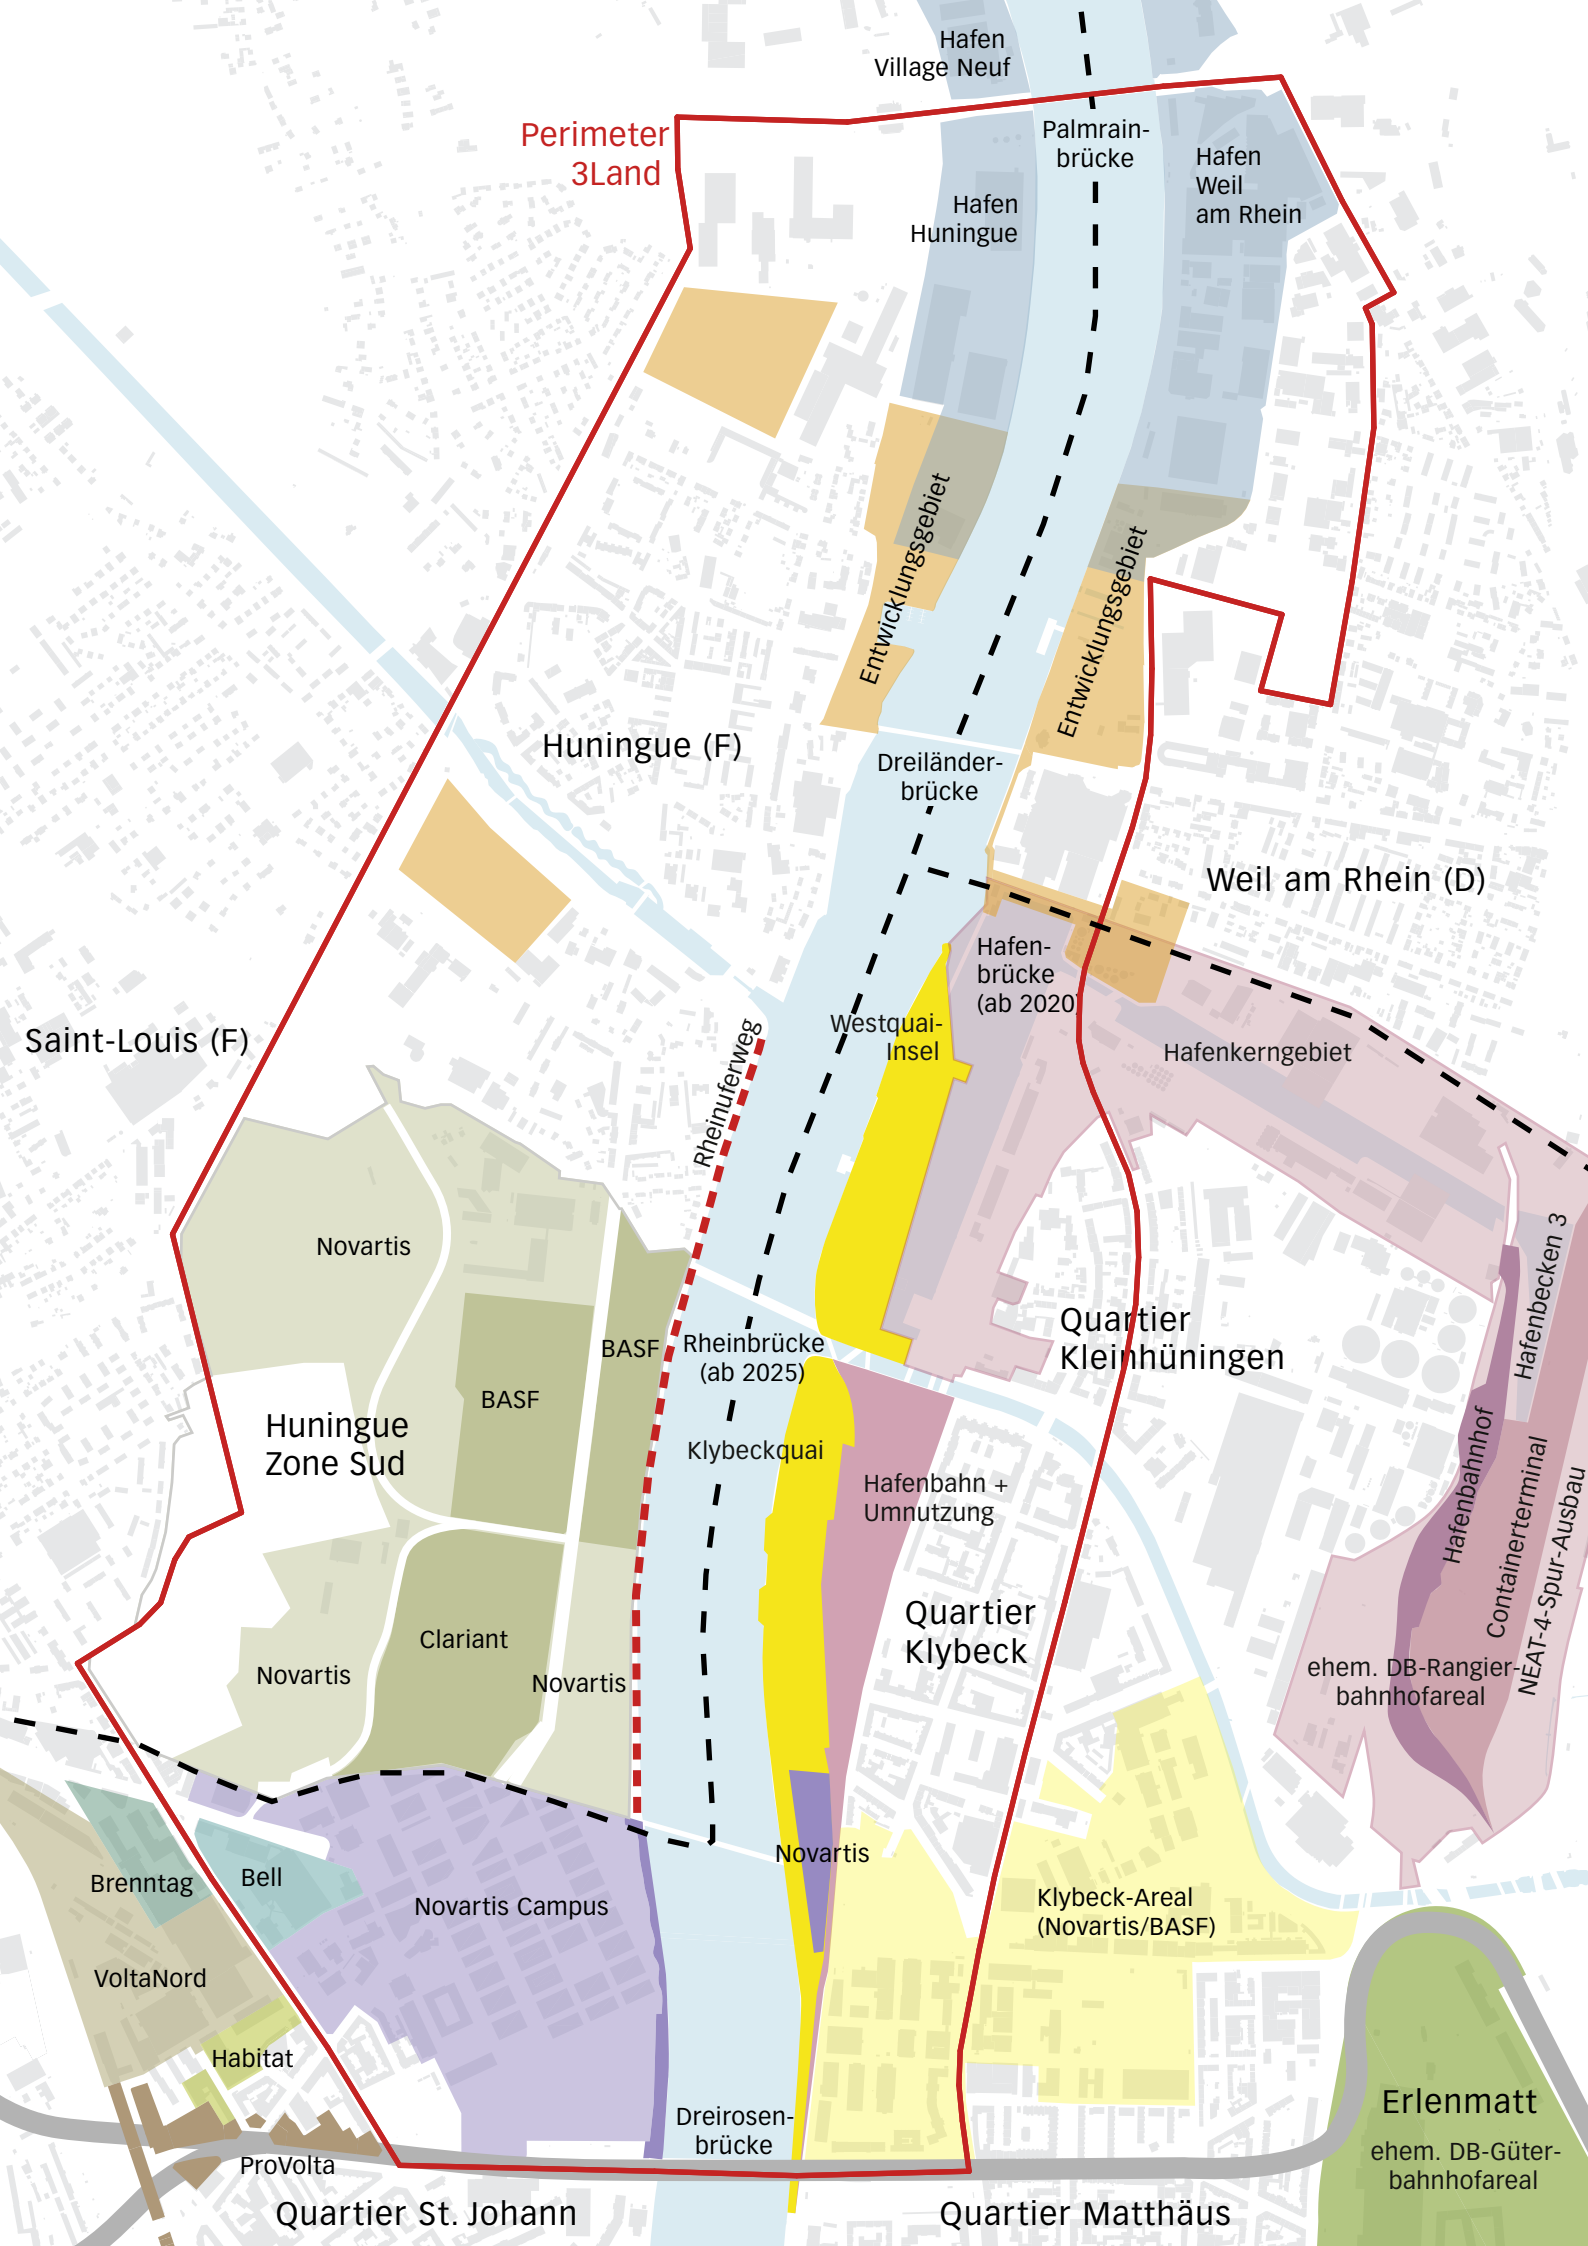 Hafen
Village Neuf
Perimeter
3Land
Palmrain-
brücke
Hafen
Weil
am Rhein
Hafen
Huningue
Entwicklungsgebiet
Entwicklungsgebiet
Huningue (F)
Dreiländer-
brücke
Weil am Rhein (D)
Hafen-
brücke
(ab 2020)
Saint-Louis (F)
Westquai-
Insel
Hafenkerngebiet
Rheinuferweg
Novartis
Hafenbecken 3
Quartier
Kleinhüningen
BASF
Rheinbrücke
(ab 2025)
BASF
Huningue
Zone Sud
Klybeckquai
Hafenbahn +
Umnutzung
Hafenbahnhof
Containerterminal
NEAT-4-Spur-Ausbau
Quartier
Klybeck
Clariant
Novartis
Novartis
ehem. DB-Rangier-
bahnhofareal
Novartis
Brenntag
Bell
Novartis Campus
Klybeck-Areal
(Novartis/BASF)
VoltaNord
Habitat
Dreirosen-
brücke
Erlenmatt
ehem. DB-Güter-
bahnhofareal
ProVolta
Quartier St. Johann
Quartier Matthäus